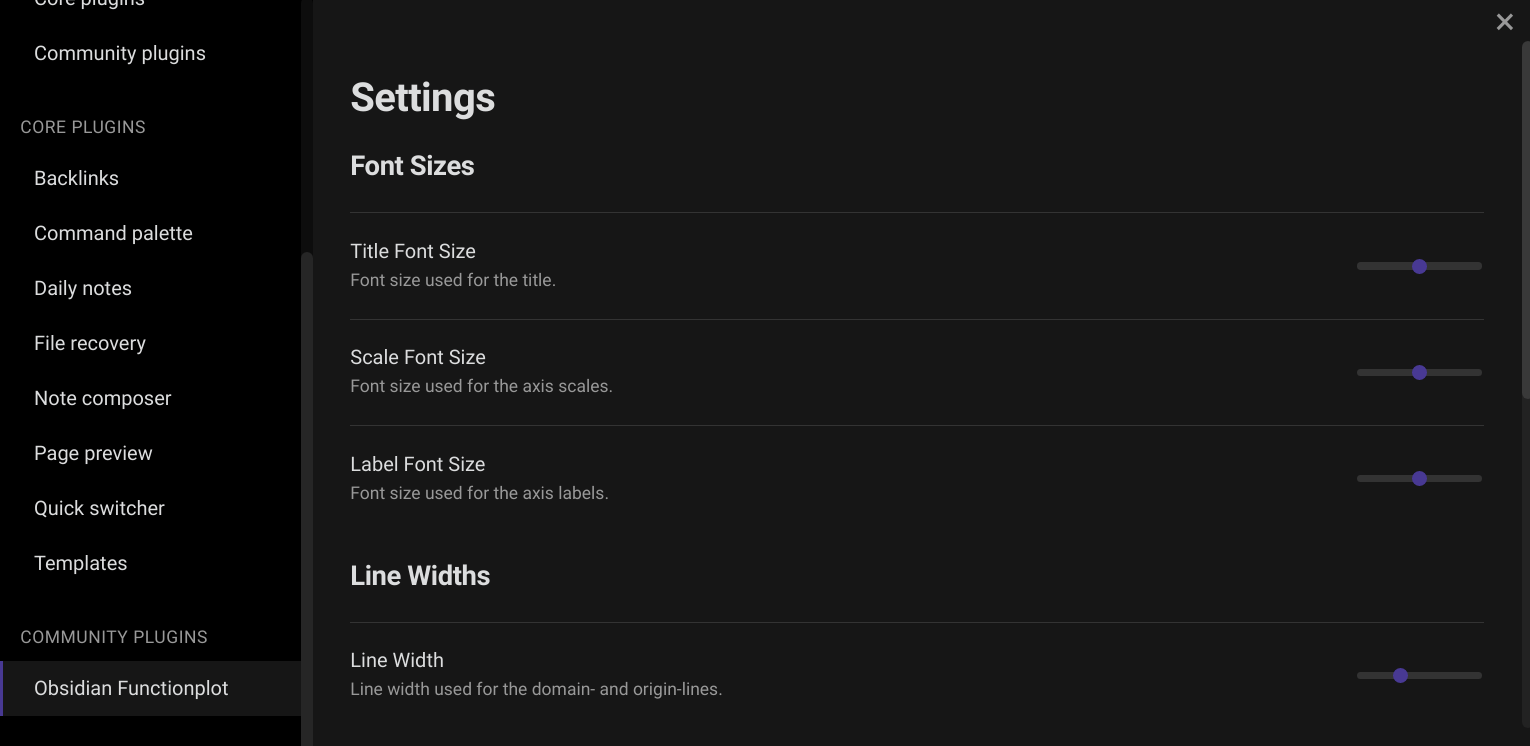 Core plugins
Community plugins
CORE PLUGINS
Backlinks
Command palette
Daily notes
File recovery
Note composer
Page preview
Quick switcher
Templates
COMMUNITY PLUGINS
Obsidian Functionplot
Settings
Font Sizes
Title Font Size
Font size used for the title.
Scale Font Size
Font size used for the axis scales.
Label Font Size
Font size used for the axis labels.
Line Widths
Line Width
Line width used for the domain- and origin-lines.